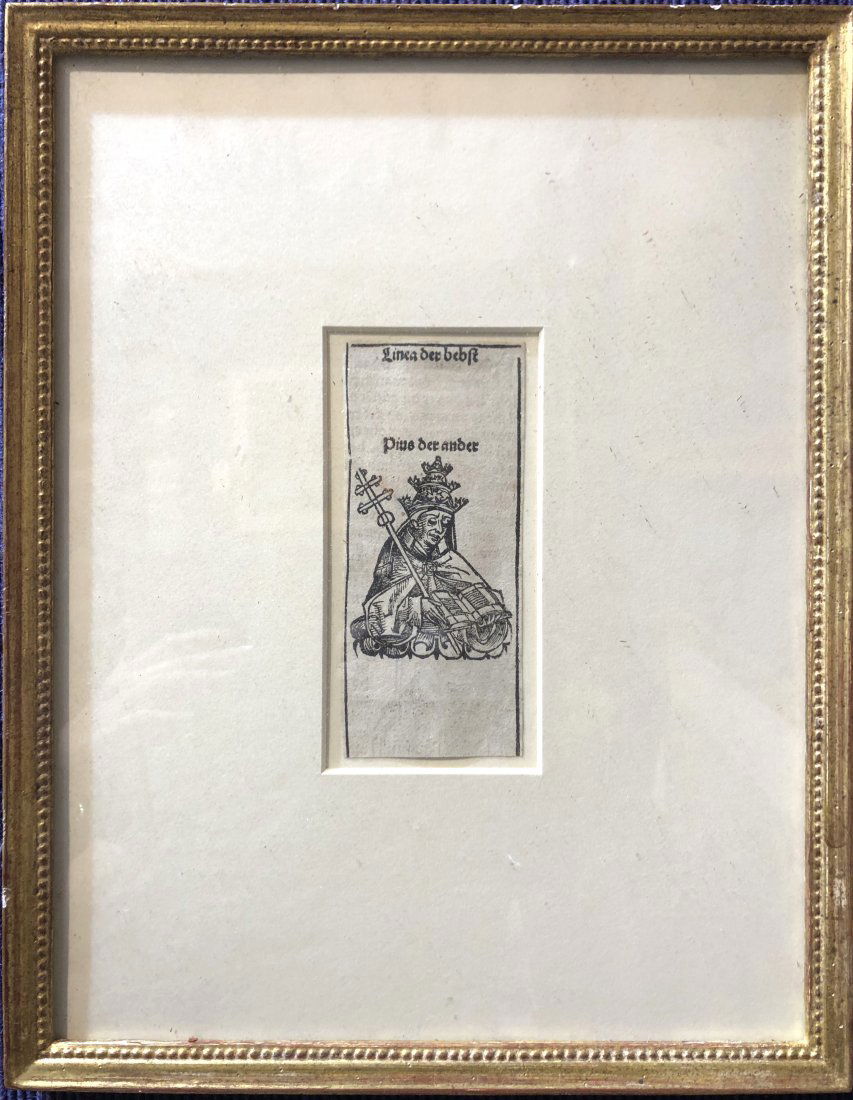 Linea der bebst
Pius der ander